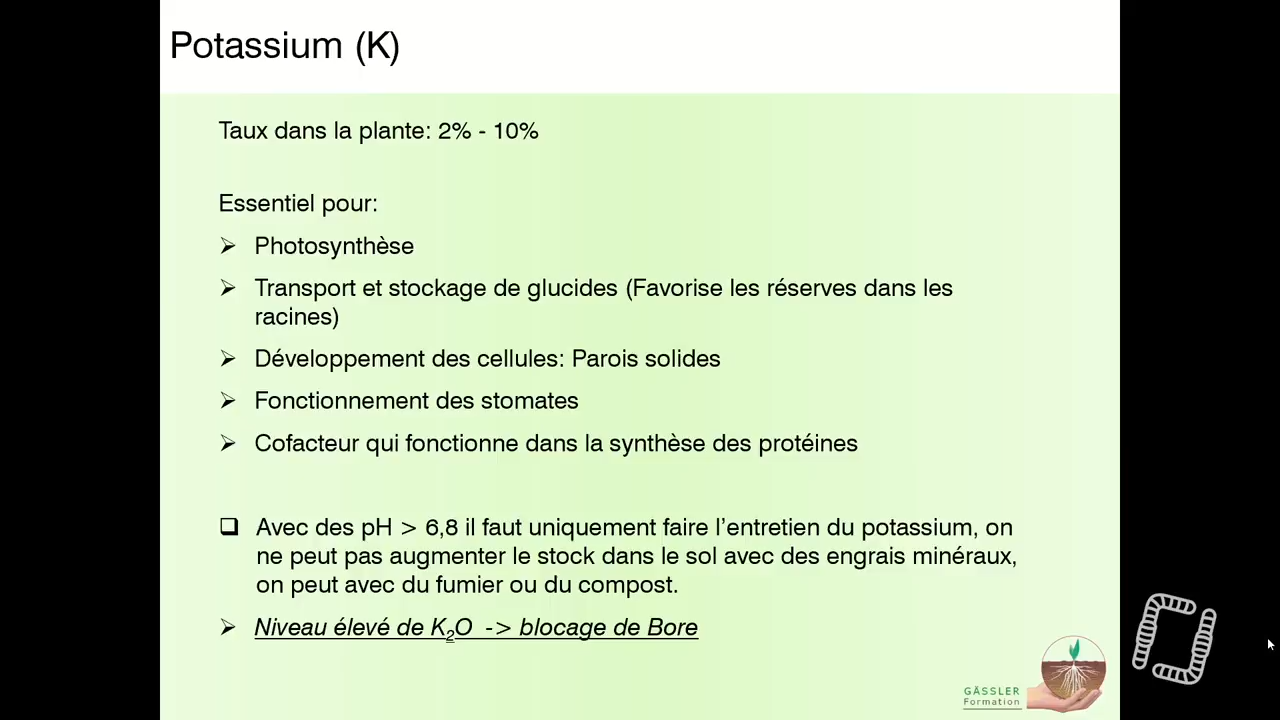 Potassium (K)
Taux dans la plante: 2% - 10%
Essentiel pour:
➢ Photosynthèse
➢ Transport et stockage de glucides (Favorise les réserves dans les
racines)
➢ Développement des cellules: Parois solides
➢ Fonctionnement des stomates
➢ Cofacteur qui fonctionne dans la synthèse des protéines
❑ Avec des pH > 6,8 il faut uniquement faire l’entretien du potassium, on
ne peut pas augmenter le stock dans le sol avec des engrais minéraux,
on peut avec du fumier ou du compost.
➢ Niveau élevé de K₂O -> blocage de Bore
GÄSSLER
Formation